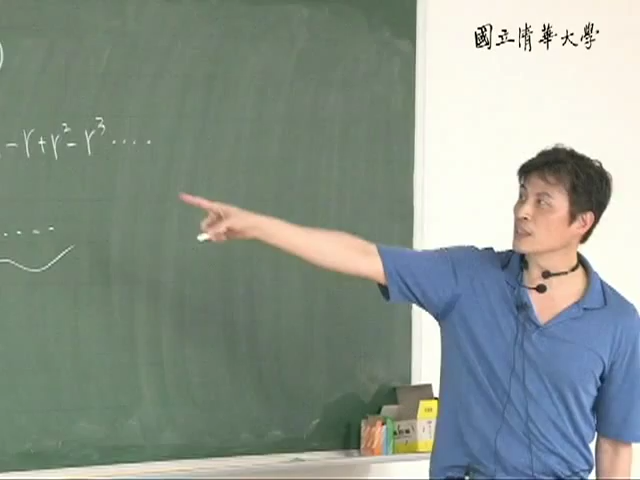 國立清華大學
)
- r + r² - r³ ....
.....